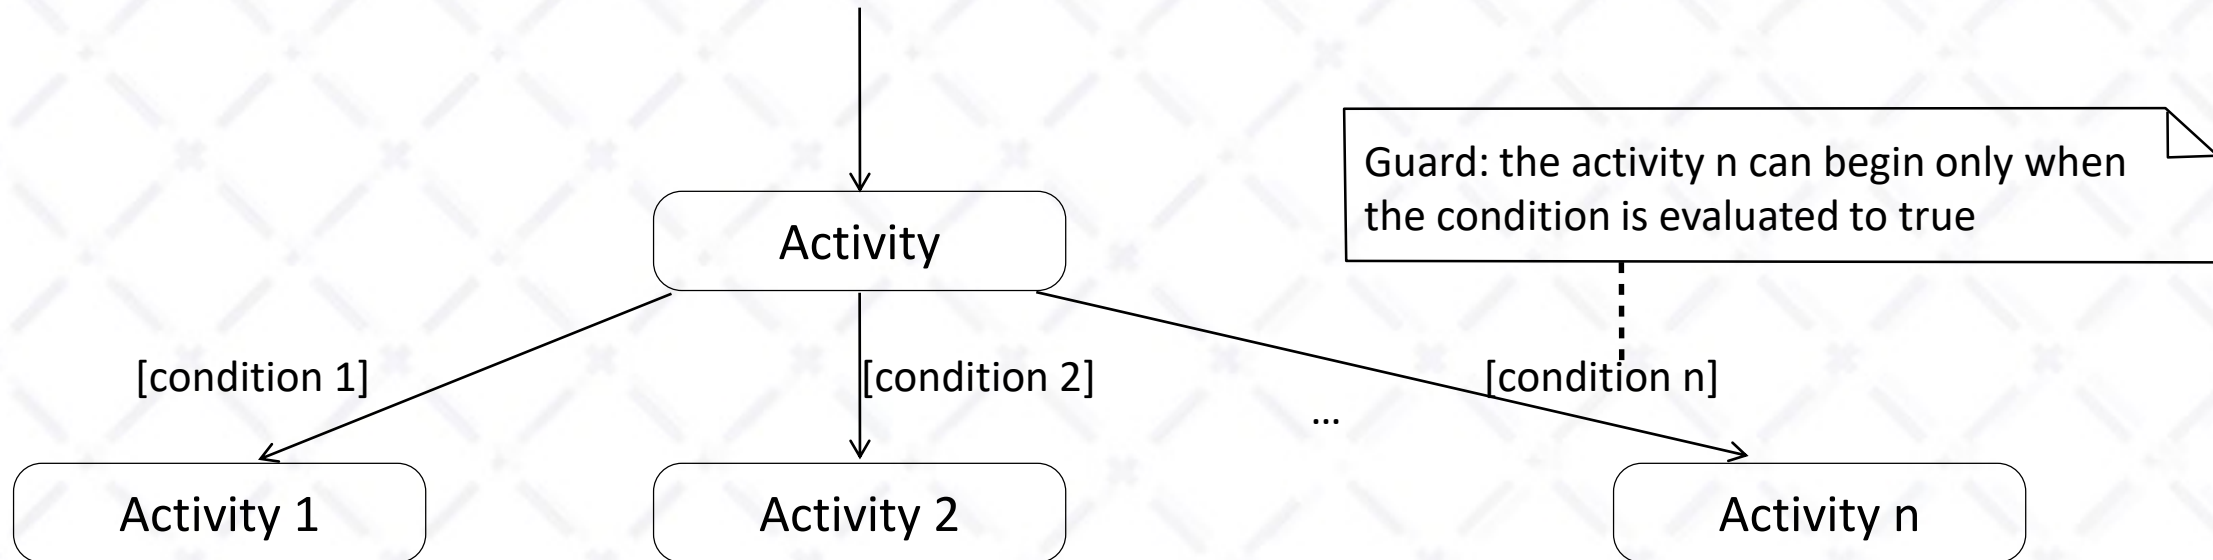 Guard: the activity n can begin only when
the condition is evaluated to true
Activity
[condition 1]
[condition 2]
...
[condition n]
Activity 1
Activity 2
Activity n